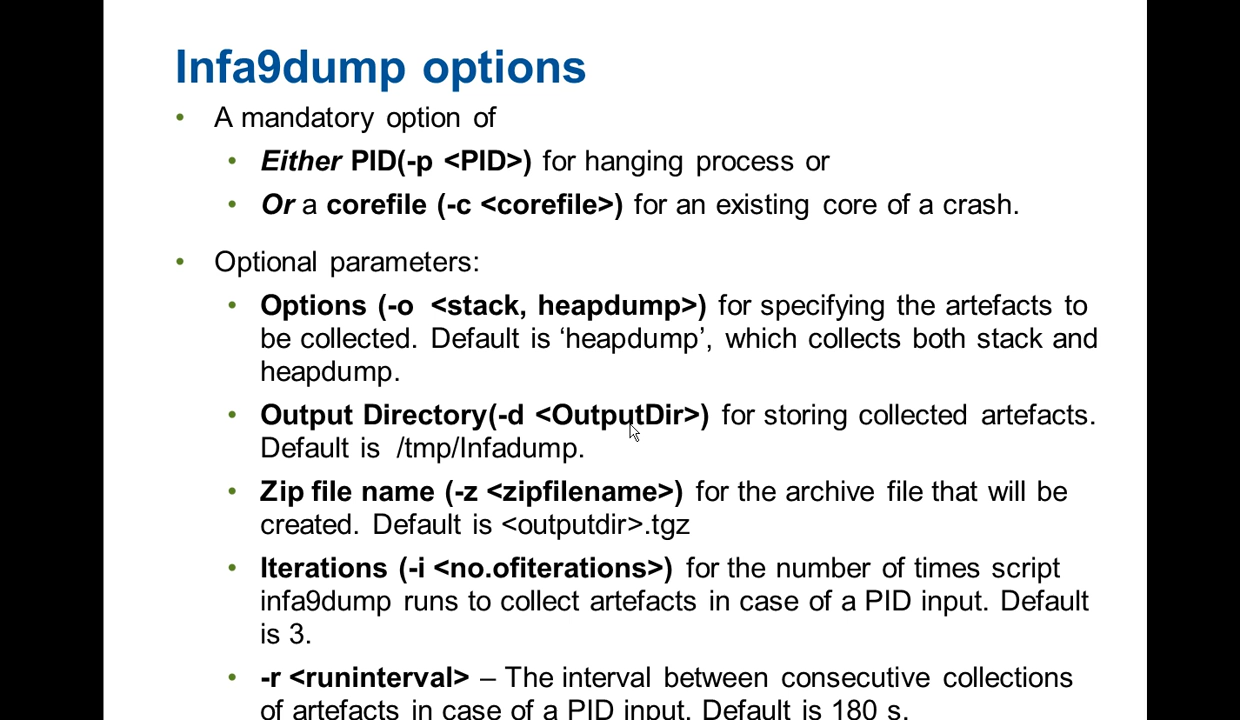 Infa9dump options
• A mandatory option of
• Either PID(-p <PID>) for hanging process or
• Or a corefile (-c <corefile>) for an existing core of a crash.
• Optional parameters:
• Options (-o <stack, heapdump>) for specifying the artefacts to
be collected. Default is ‘heapdump’, which collects both stack and
heapdump.
• Output Directory(-d <OutputDir>) for storing collected artefacts.
Default is /tmp/Infadump.
• Zip file name (-z <zipfilename>) for the archive file that will be
created. Default is <outputdir>.tgz
• Iterations (-i <no.ofiterations>) for the number of times script
infa9dump runs to collect artefacts in case of a PID input. Default
is 3.
• -r <runinterval> – The interval between consecutive collections
of artefacts in case of a PID input. Default is 180 s.